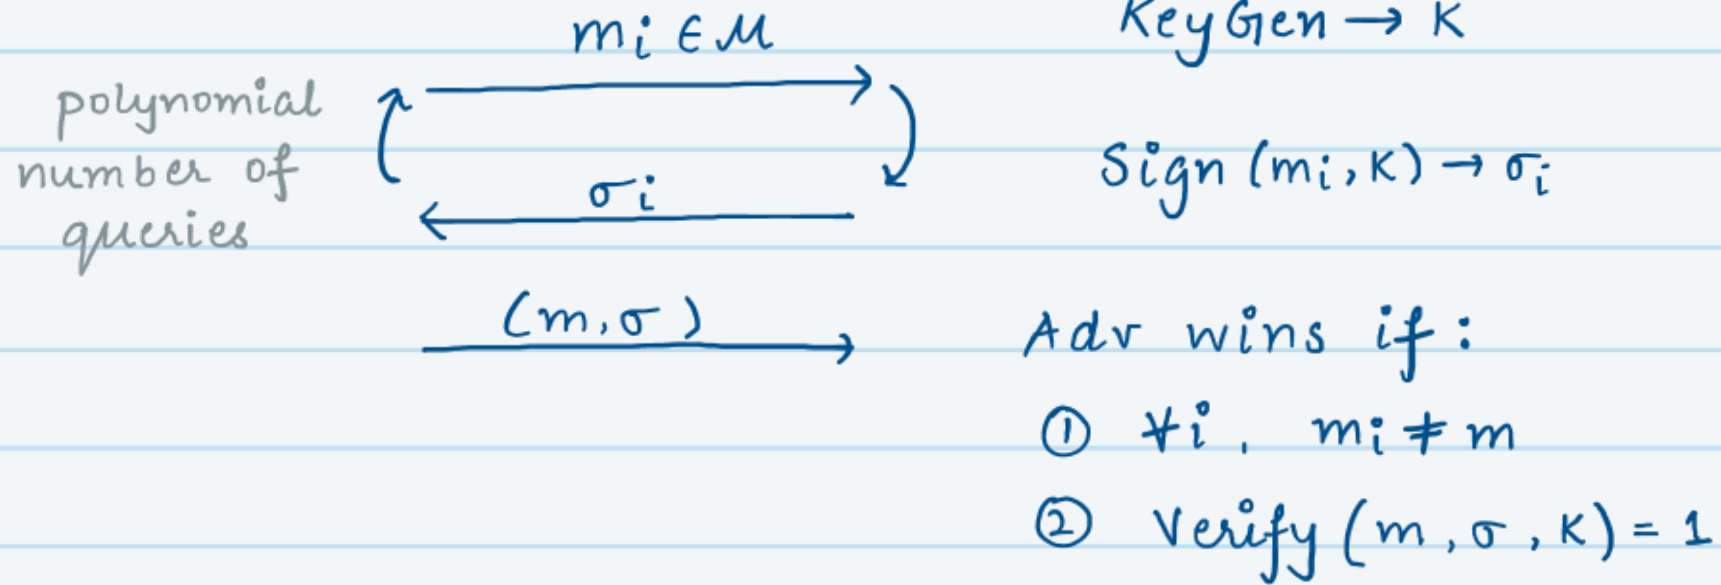 mi ∈ M
KeyGen → K
polynomial
number of
queries
Sign (mi, K) → σi
σi
(m, σ)
Adv wins if :
① ∀i, mi ≠ m
② Verify (m, σ, K) = 1